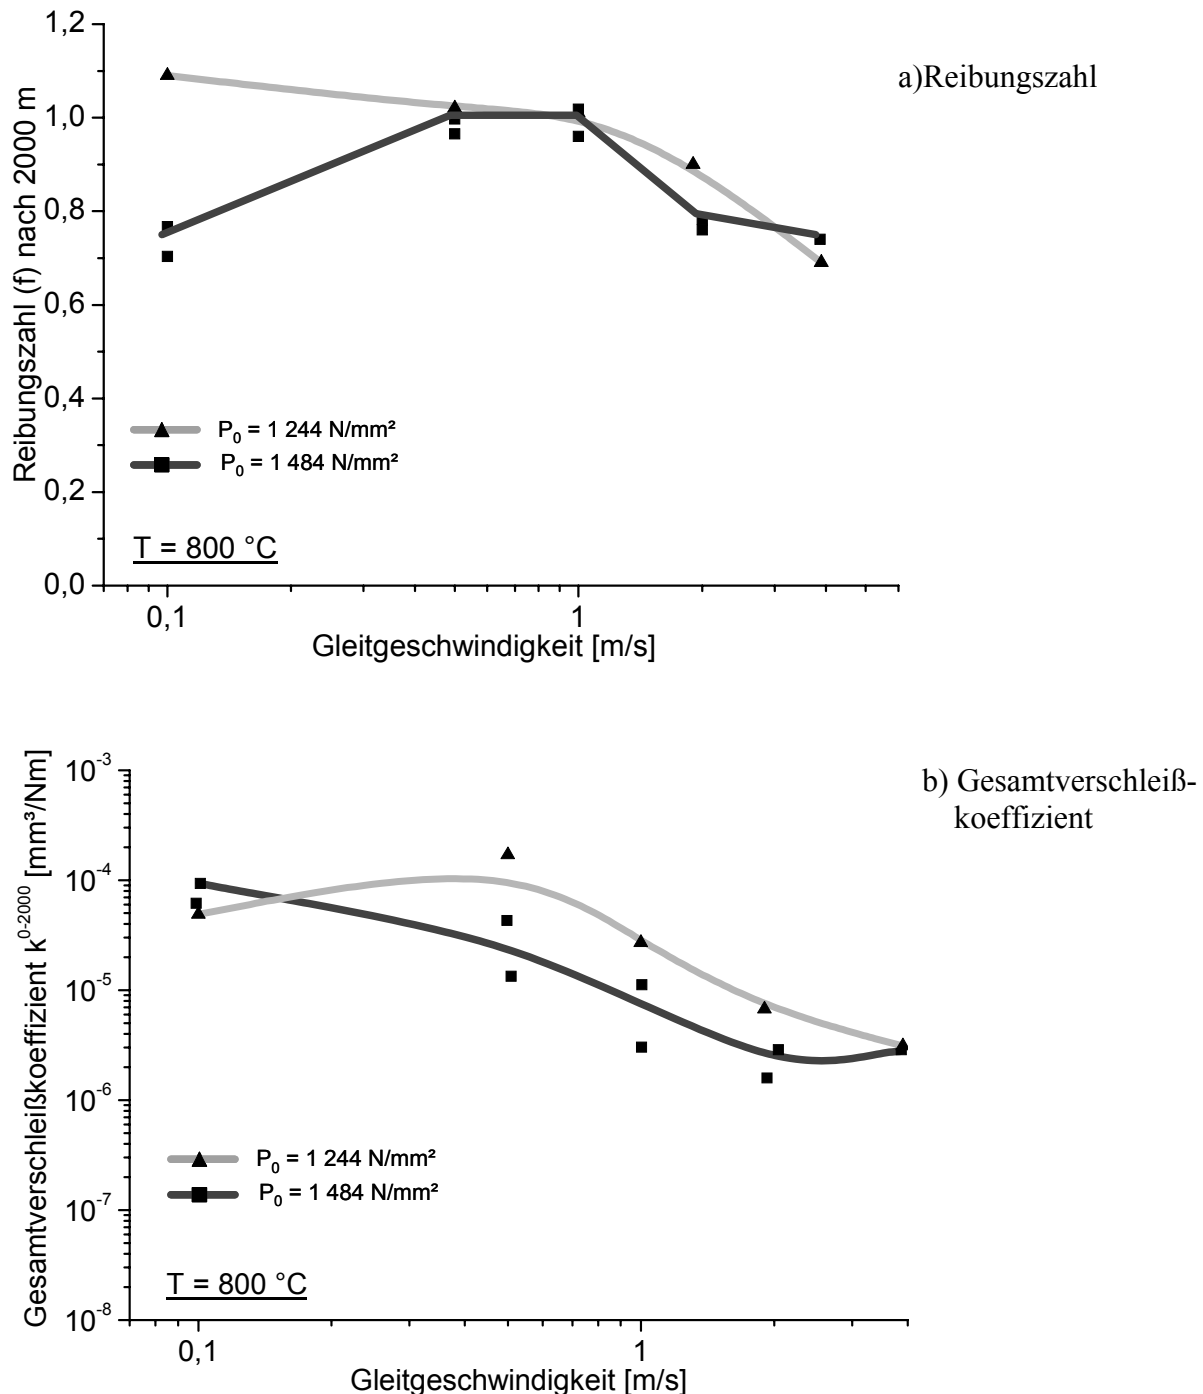 1,2
1,0
0,8
0,6
0,4
0,2
0,0
Reibungszahl (f) nach 2000 m
a)Reibungszahl
P0 = 1 244 N/mm²
P0 = 1 484 N/mm²
T = 800 °C
0,1
1
Gleitgeschwindigkeit [m/s]
10-3
10-4
10-5
10-6
10-7
10-8
Gesamtverschleißkoeffizient k0-2000 [mm³/Nm]
b) Gesamtverschleiß-
koeffizient
P0 = 1 244 N/mm²
P0 = 1 484 N/mm²
T = 800 °C
0,1
1
Gleitgeschwindigkeit [m/s]